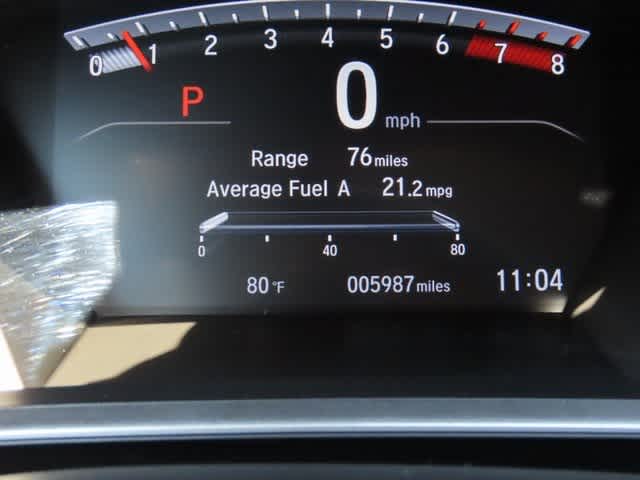 0 1 2 3 4 5 6 7 8
P 0 mph
Range 76 miles
Average Fuel A 21.2 mpg
0 40 80
80 °F 005987 miles 11:04